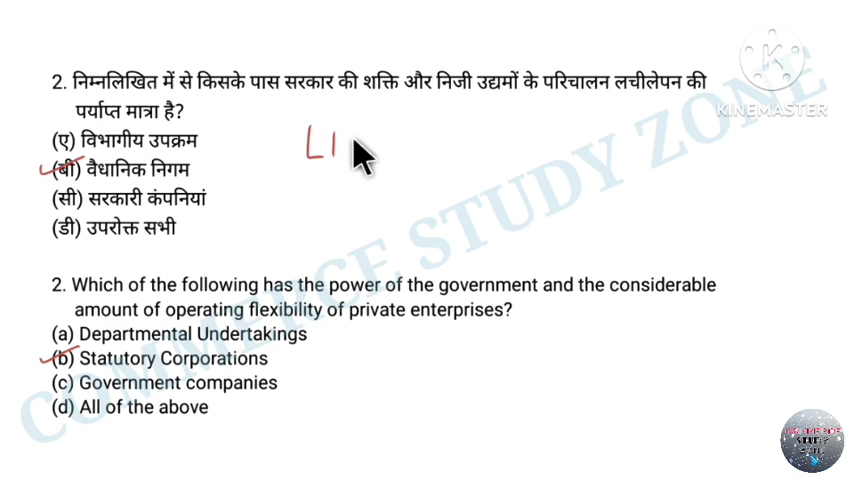 2. निम्नलिखित में से किसके पास सरकार की शक्ति और निजी उद्यमों के परिचालन लचीलेपन की
पर्याप्त मात्रा है?
(ए) विभागीय उपक्रम
LI
(बी) वैधानिक निगम
(सी) सरकारी कंपनियां
(डी) उपरोक्त सभी
2. Which of the following has the power of the government and the considerable
amount of operating flexibility of private enterprises?
(a) Departmental Undertakings
(b) Statutory Corporations
(c) Government companies
(d) All of the above
COMMERCE STUDY ZONE
K
KINEMASTER